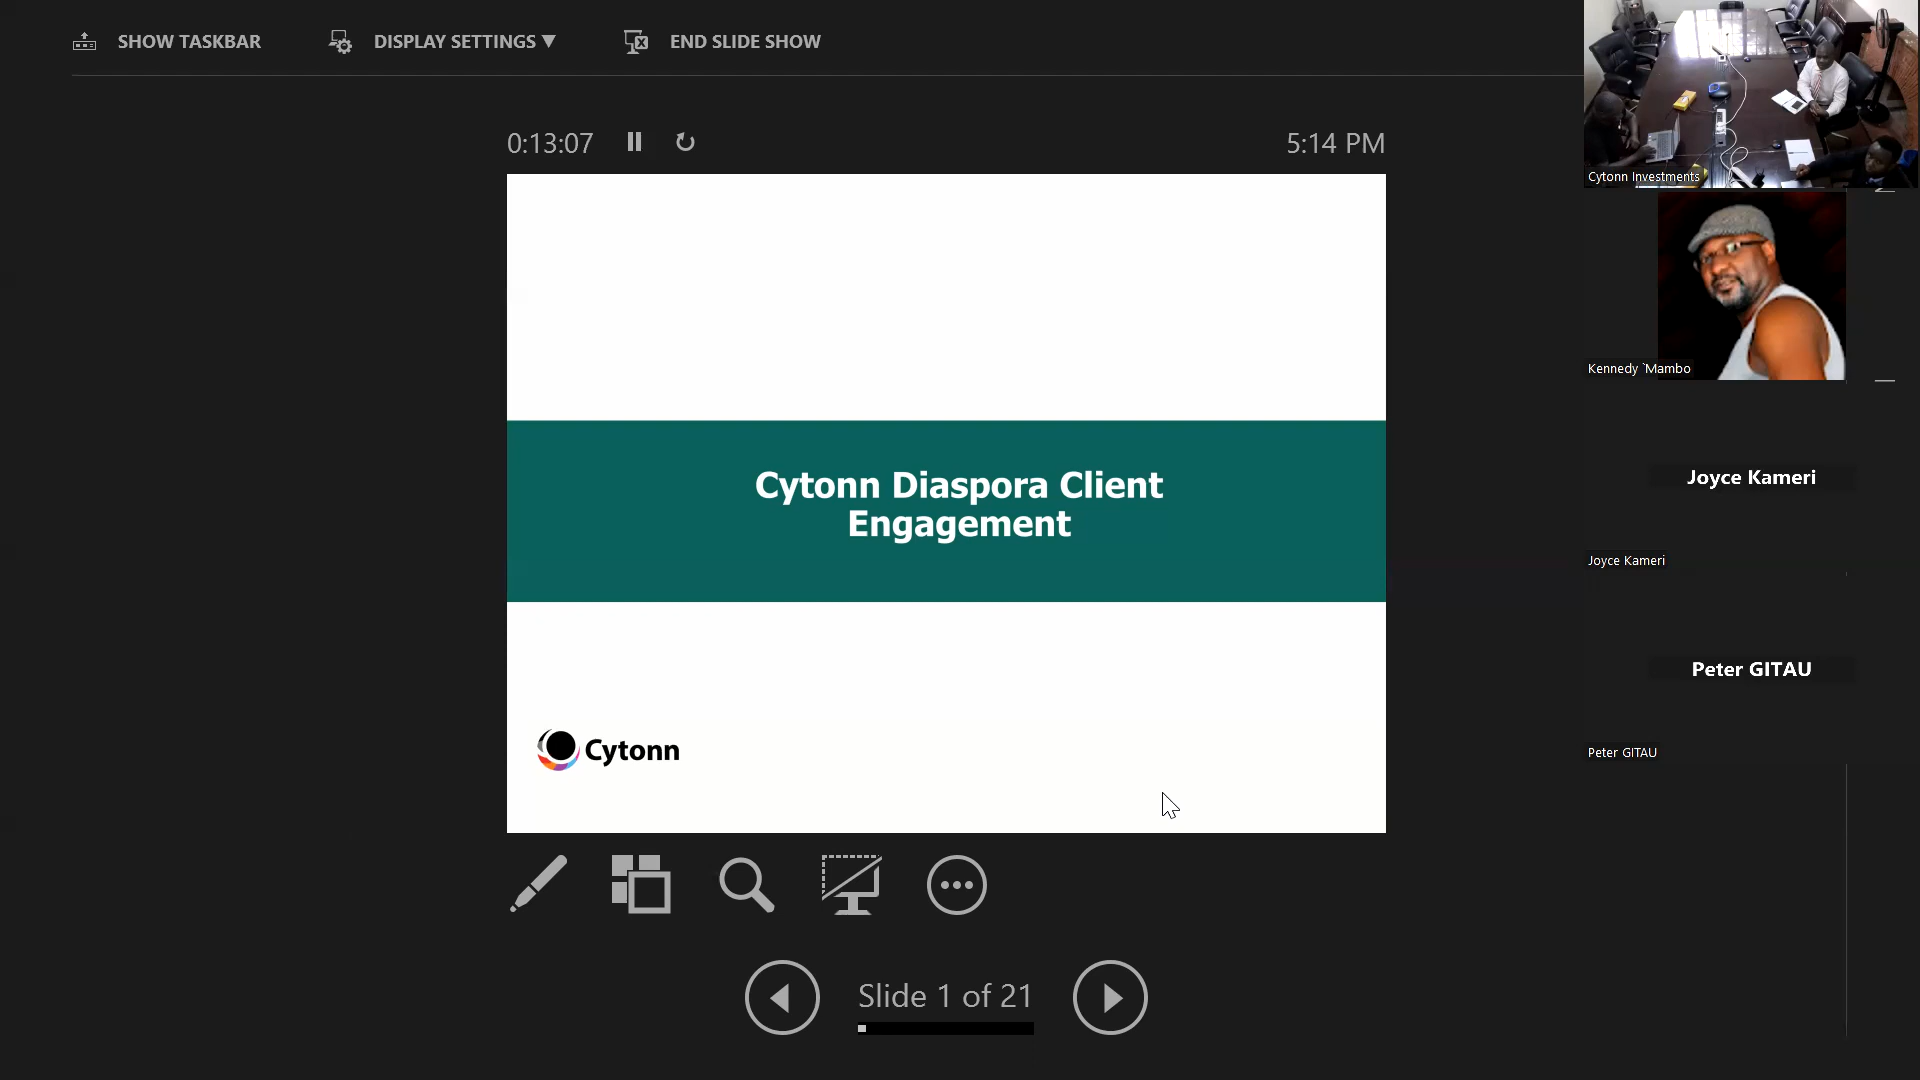 SHOW TASKBAR
DISPLAY SETTINGS ▼
END SLIDE SHOW
0:13:07
5:14 PM
Cytonn Diaspora Client
Engagement
Cytonn
Slide 1 of 21
Cytonn Investments
Kennedy `Mambo
Joyce Kameri
Joyce Kameri
Peter GITAU
Peter GITAU